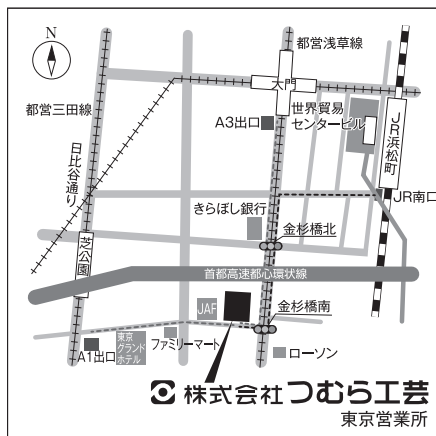 N
都営浅草線
大門
都営三田線
世界貿易
センタービル
A3出口
JR浜松町
日比谷通り
JR南口
きらぼし銀行
金杉橋北
芝公園
首都高速都心環状線
金杉橋南
JAF
A1出口
東京
グランド
ホテル
ファミリーマート
ローソン
株式会社つむら工芸
東京営業所